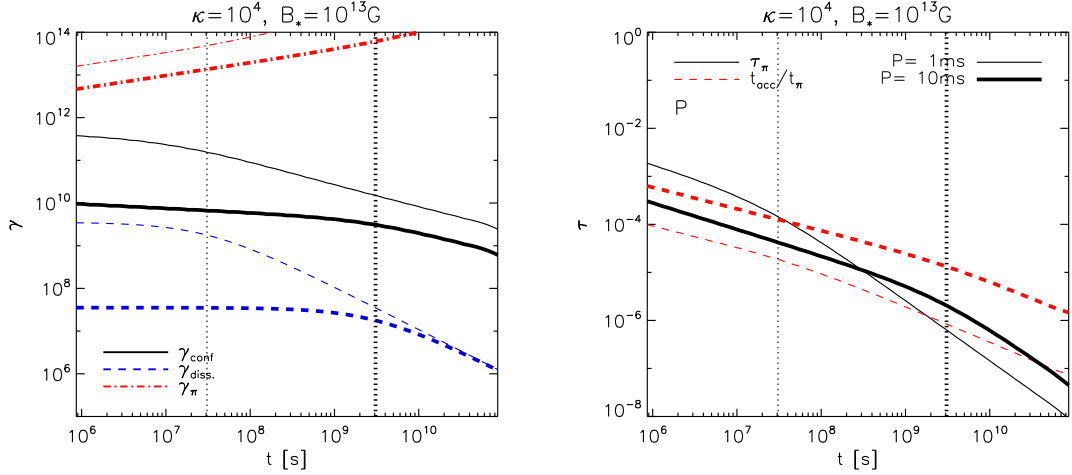 κ=10⁴, B*=10¹³G
10¹⁴
10¹²
10¹⁰
10⁸
10⁶
γ
γconf
γdiss.
γπ
10⁶ 10⁷ 10⁸ 10⁹ 10¹⁰
t [s]
κ=10⁴, B*=10¹³G
10⁰
10⁻²
10⁻⁴
10⁻⁶
10⁻⁸
τ
τπ P= 1ms
tacc/tπ P= 10ms
P
10⁶ 10⁷ 10⁸ 10⁹ 10¹⁰
t [s]